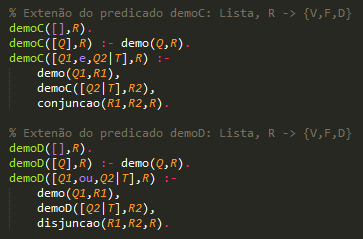 % Extenão do predicado demoC: Lista, R -> {V,F,D}
demoC([],R).
demoC([Q],R) :- demo(Q,R).
demoC([Q1,e,Q2|T],R) :-
demo(Q1,R1),
demoC([Q2|T],R2),
conjuncao(R1,R2,R).
% Extenão do predicado demoD: Lista, R -> {V,F,D}
demoD([],R).
demoD([Q],R) :- demo(Q,R).
demoD([Q1,ou,Q2|T],R) :-
demo(Q1,R1),
demoD([Q2|T],R2),
disjuncao(R1,R2,R).